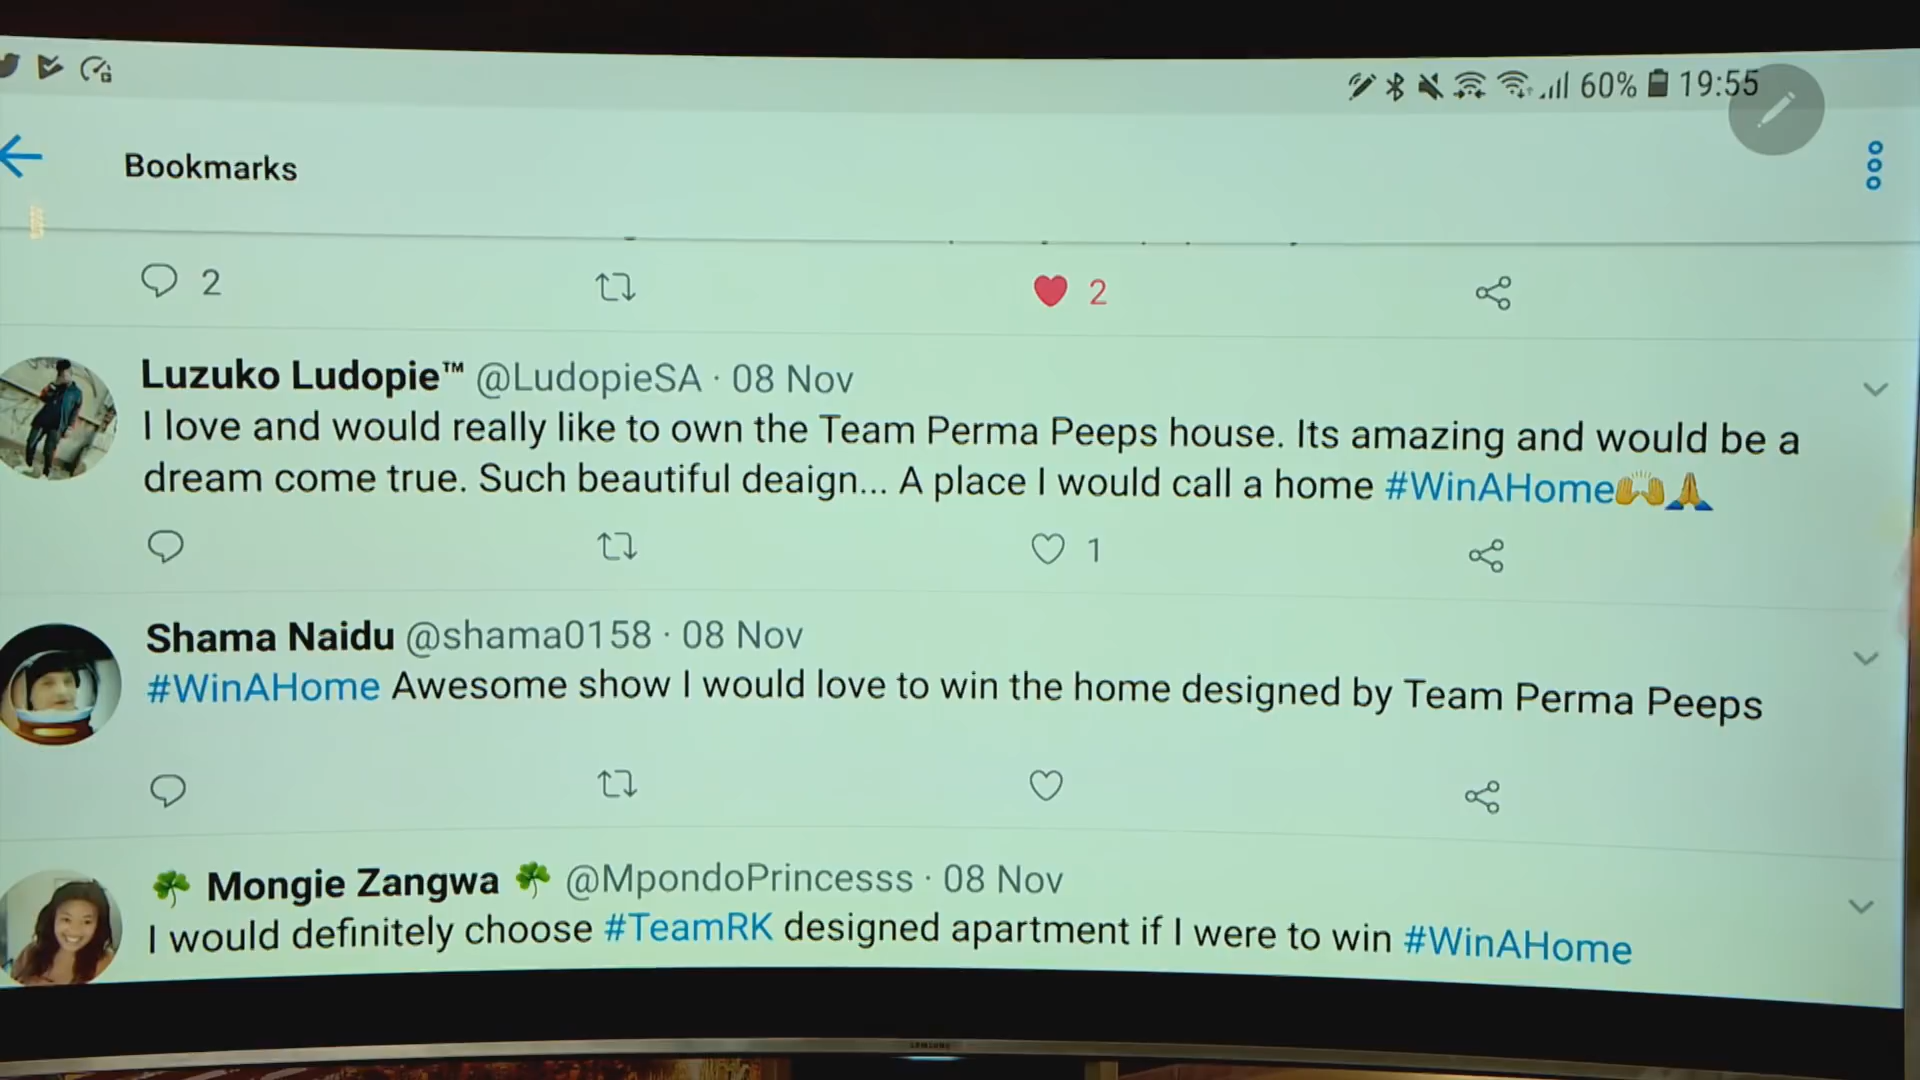 60% 19:55
Bookmarks
2 2
Luzuko Ludopie™ @LudopieSA · 08 Nov
I love and would really like to own the Team Perma Peeps house. Its amazing and would be a
dream come true. Such beautiful deaign... A place I would call a home #WinAHome🙌🙏
1
Shama Naidu @shama0158 · 08 Nov
#WinAHome Awesome show I would love to win the home designed by Team Perma Peeps
☘ Mongie Zangwa ☘ @MpondoPrincesss · 08 Nov
I would definitely choose #TeamRK designed apartment if I were to win #WinAHome
SAMSUNG